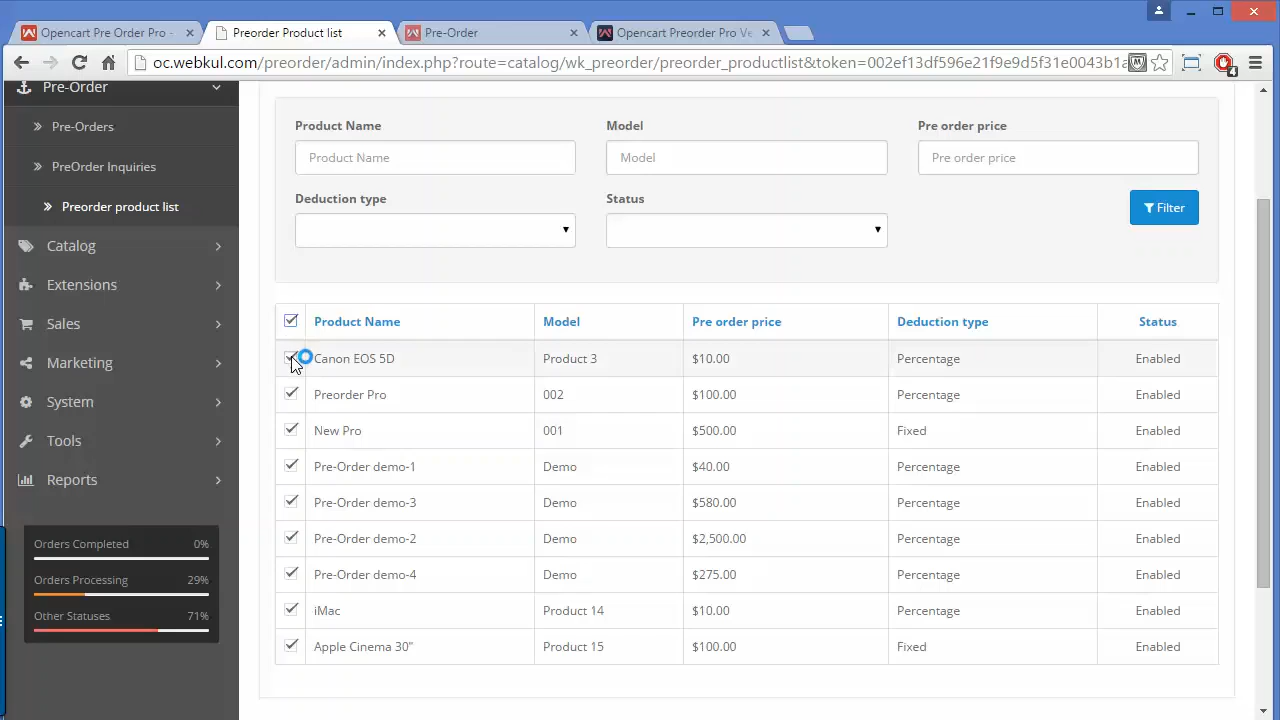 Opencart Pre Order Pro -
Preorder Product list
Pre-Order
Opencart Preorder Pro Ve
oc.webkul.com/preorder/admin/index.php?route=catalog/wk_preorder/preorder_productlist&token=002ef13df596e21f9e9d5f31e0043b1a
4
Pre-Order
Pre-Orders
PreOrder Inquiries
Preorder product list
Catalog
Extensions
Sales
Marketing
System
Tools
Reports
Orders Completed 0%
Orders Processing 29%
Other Statuses 71%
Product Name Model Pre order price
Product Name Model Pre order price
Deduction type Status
Filter
Product Name Model Pre order price Deduction type Status
Canon EOS 5D Product 3 $10.00 Percentage Enabled
Preorder Pro 002 $100.00 Percentage Enabled
New Pro 001 $500.00 Fixed Enabled
Pre-Order demo-1 Demo $40.00 Percentage Enabled
Pre-Order demo-3 Demo $580.00 Percentage Enabled
Pre-Order demo-2 Demo $2,500.00 Percentage Enabled
Pre-Order demo-4 Demo $275.00 Percentage Enabled
iMac Product 14 $10.00 Percentage Enabled
Apple Cinema 30" Product 15 $100.00 Fixed Enabled